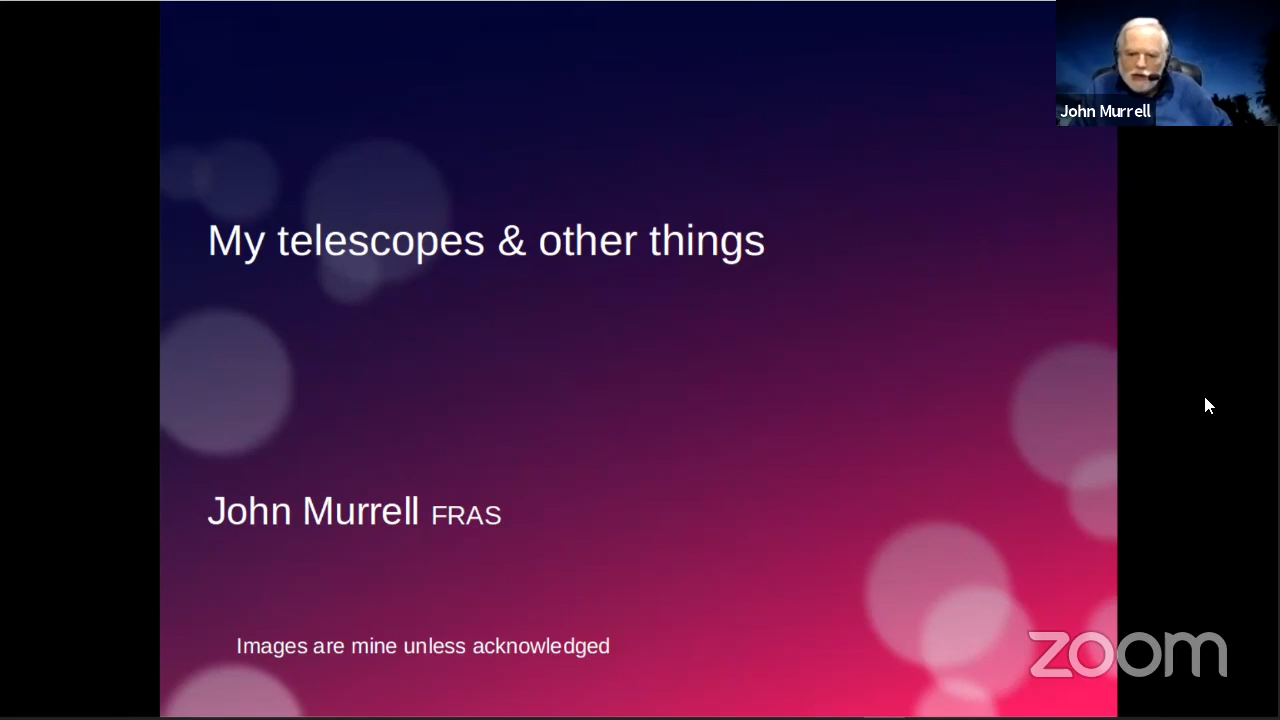 John Murrell
My telescopes & other things
John Murrell FRAS
Images are mine unless acknowledged
zoom